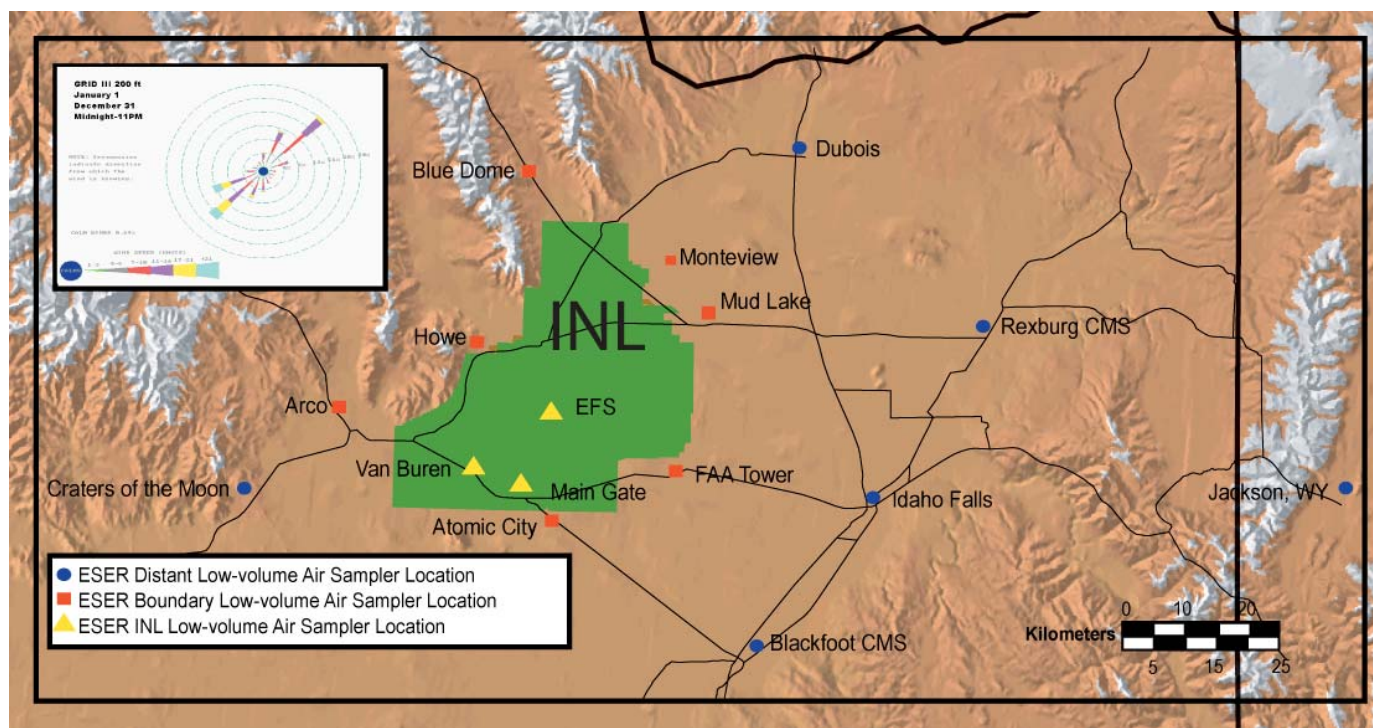 GRID III 200 ft
January 1
December 31
Midnight-11PM
Dubois
Blue Dome
Monteview
Mud Lake
INL
Howe
Rexburg CMS
Arco
EFS
Van Buren
FAA Tower
Craters of the Moon
Main Gate
Idaho Falls
Jackson, WY
Atomic City
ESER Distant Low-volume Air Sampler Location
ESER Boundary Low-volume Air Sampler Location
ESER INL Low-volume Air Sampler Location
Blackfoot CMS
0 10 20
Kilometers
5 15 25